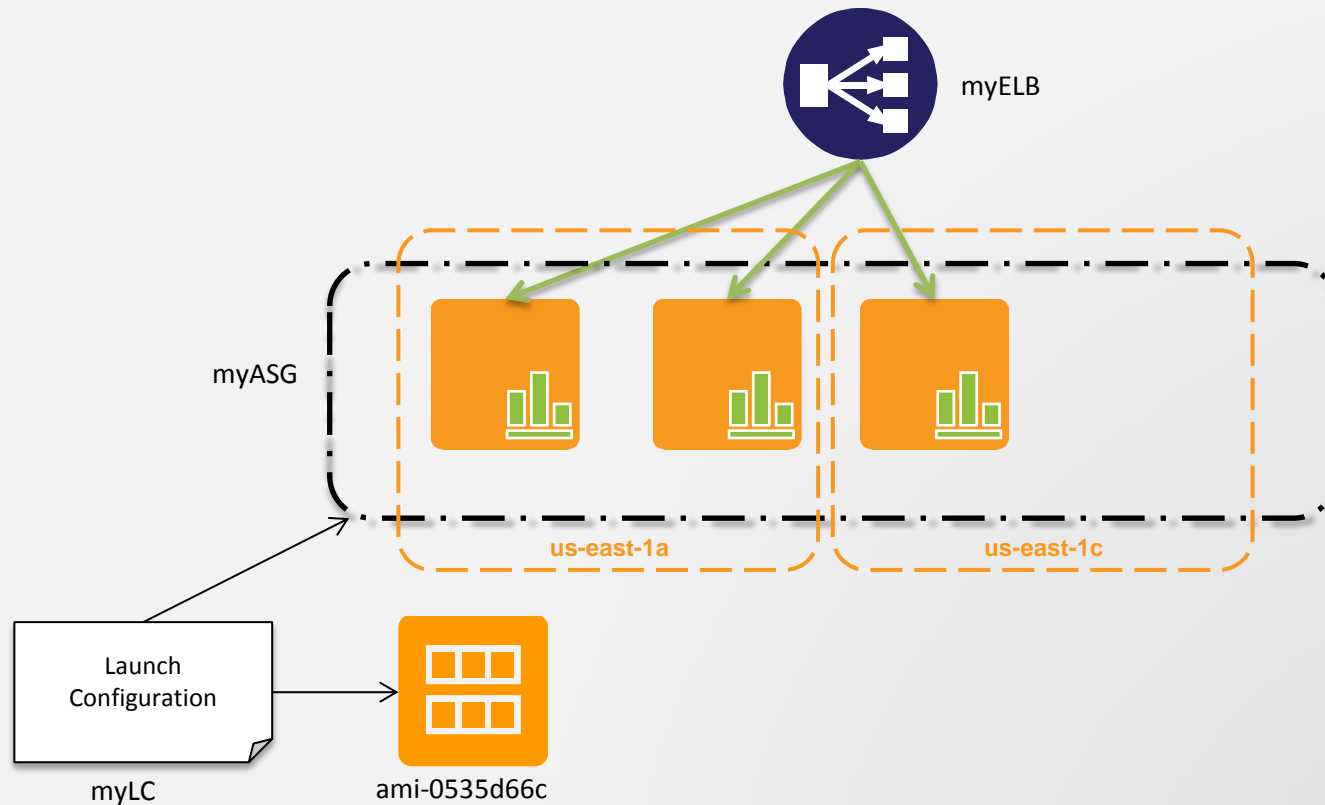 myELB
myASG
us-east-1a
us-east-1c
Launch
Configuration
myLC
ami-0535d66c